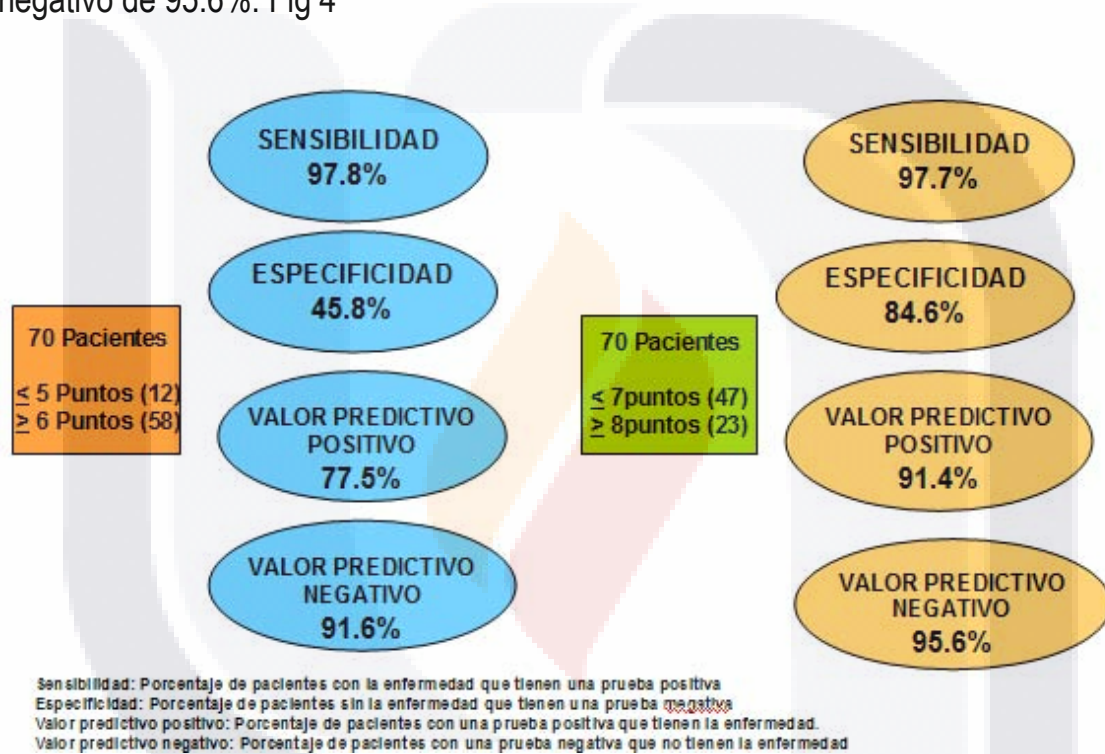 negativo de 95.6%. Fig 4
70 Pacientes
≤ 5 Puntos (12)
≥ 6 Puntos (58)
SENSIBILIDAD
97.8%
ESPECIFICIDAD
45.8%
VALOR PREDICTIVO
POSITIVO
77.5%
VALOR PREDICTIVO
NEGATIVO
91.6%
70 Pacientes
≤ 7puntos (47)
≥ 8puntos (23)
SENSIBILIDAD
97.7%
ESPECIFICIDAD
84.6%
VALOR PREDICTIVO
POSITIVO
91.4%
VALOR PREDICTIVO
NEGATIVO
95.6%
Sensibilidad: Porcentaje de pacientes con la enfermedad que tienen una prueba positiva
Especificidad: Porcentaje de pacientes sin la enfermedad que tienen una prueba megativa
Valor predictivo positivo: Porcentaje de pacientes con una prueba positiva que tienen la enfermedad.
Valor predictivo negativo: Porcentaje de pacientes con una prueba negativa que no tienen la enfermedad